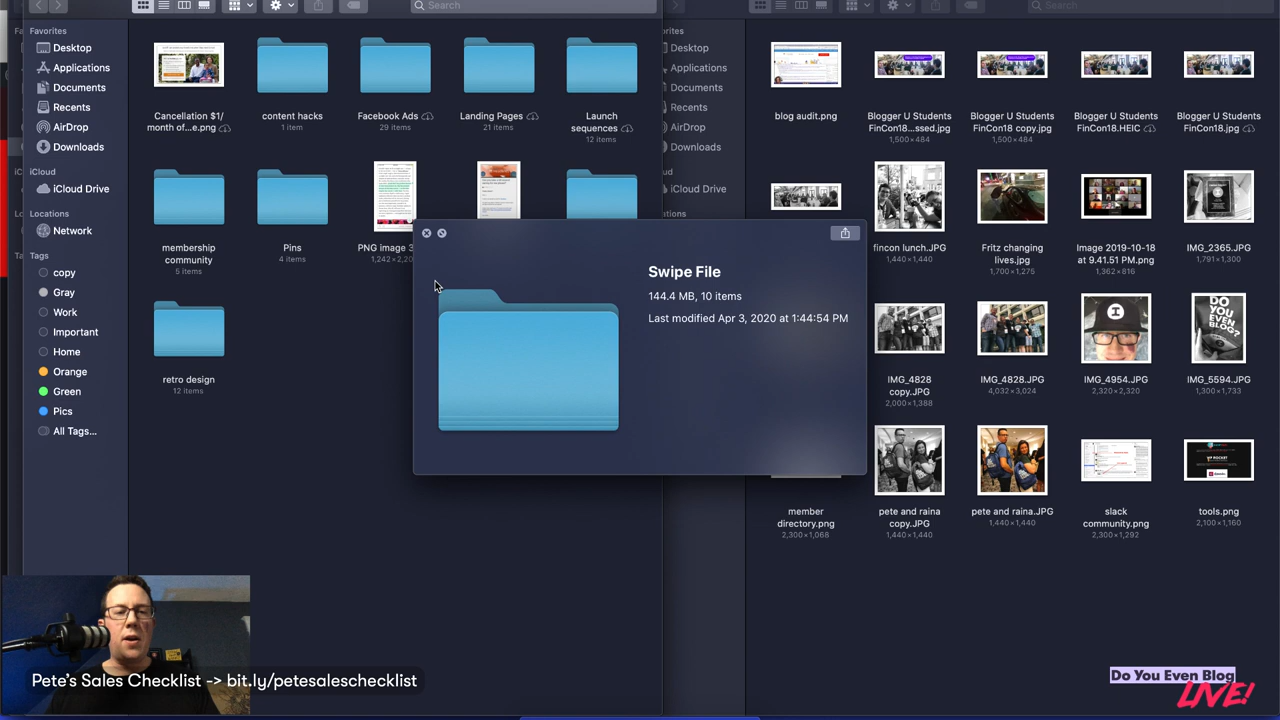 Search
Search
Favorites
Desktop
Documents
Recents
AirDrop
Downloads
iCloud Drive
Locations
Network
Tags
copy
Gray
Work
Important
Home
Orange
Green
Pics
All Tags...
Cancellation $1/
month of...e.png
content hacks
1 item
Facebook Ads
29 items
Landing Pages
21 items
Launch
sequences
12 items
membership
community
5 items
Pins
4 items
PNG image 3
retro design
12 items
Swipe File
144.4 MB, 10 items
Last modified Apr 3, 2020 at 1:44:54 PM
Desktop
Applications
Documents
Recents
AirDrop
Downloads
Cloud Drive
Network
blog audit.png
Blogger U Students
FinCon18...ssed.jpg
1,500×484
Blogger U Students
FinCon18 copy.jpg
1,500×484
Blogger U Students
FinCon18.HEIC
Blogger U Students
FinCon18.jpg
fincon lunch.JPG
1,440×1,440
Fritz changing
lives.jpg
1,700×1,275
Image 2019-10-18
at 9.41.51 PM.png
1,362×816
IMG_2365.JPG
1,791×1,300
IMG_4828
copy.JPG
2,000×1,388
IMG_4828.JPG
4,032×3,024
IMG_4954.JPG
2,320×2,320
DO
YOU
EVEN
BLOG?
IMG_5594.JPG
1,300×1,733
member
directory.png
2,300×1,068
pete and raina
copy.JPG
1,440×1,440
pete and raina.JPG
1,440×1,440
slack
community.png
2,300×1,292
tools.png
2,100×1,160
Pete's Sales Checklist -> bit.ly/petesaleschecklist
Do You Even Blog
LIVE!